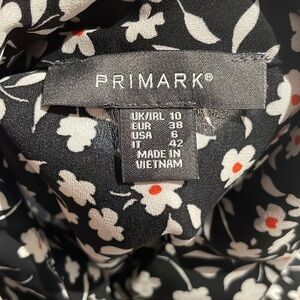 PRIMARK®
UK/IRL 10
EUR 38
USA 6
IT 42
MADE IN
VIETNAM